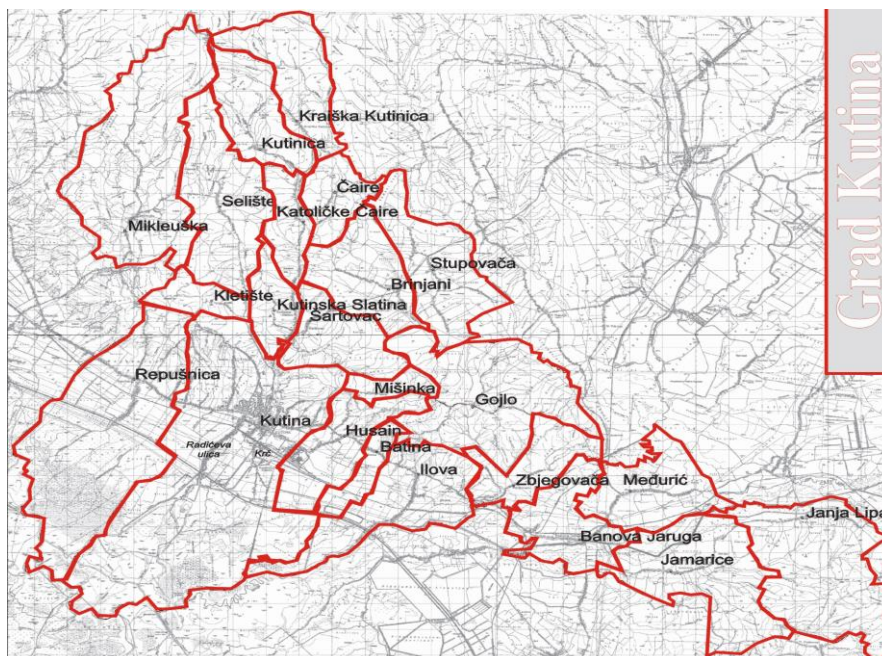 Grad Kutina
Kraiška Kutinica
Kutinica
Čaire
Selište
Katoličke Čaire
Mikleuška
Stupovača
Brinjani
Kletište
Kutinska Slatina
Šartovac
Repušnica
Mišinka
Gojlo
Kutina
Husain
Radićeva
ulica
Krč
Batina
Ilova
Zbjegovača
Međurić
Janja Lipa
Banova Jaruga
Jamarice